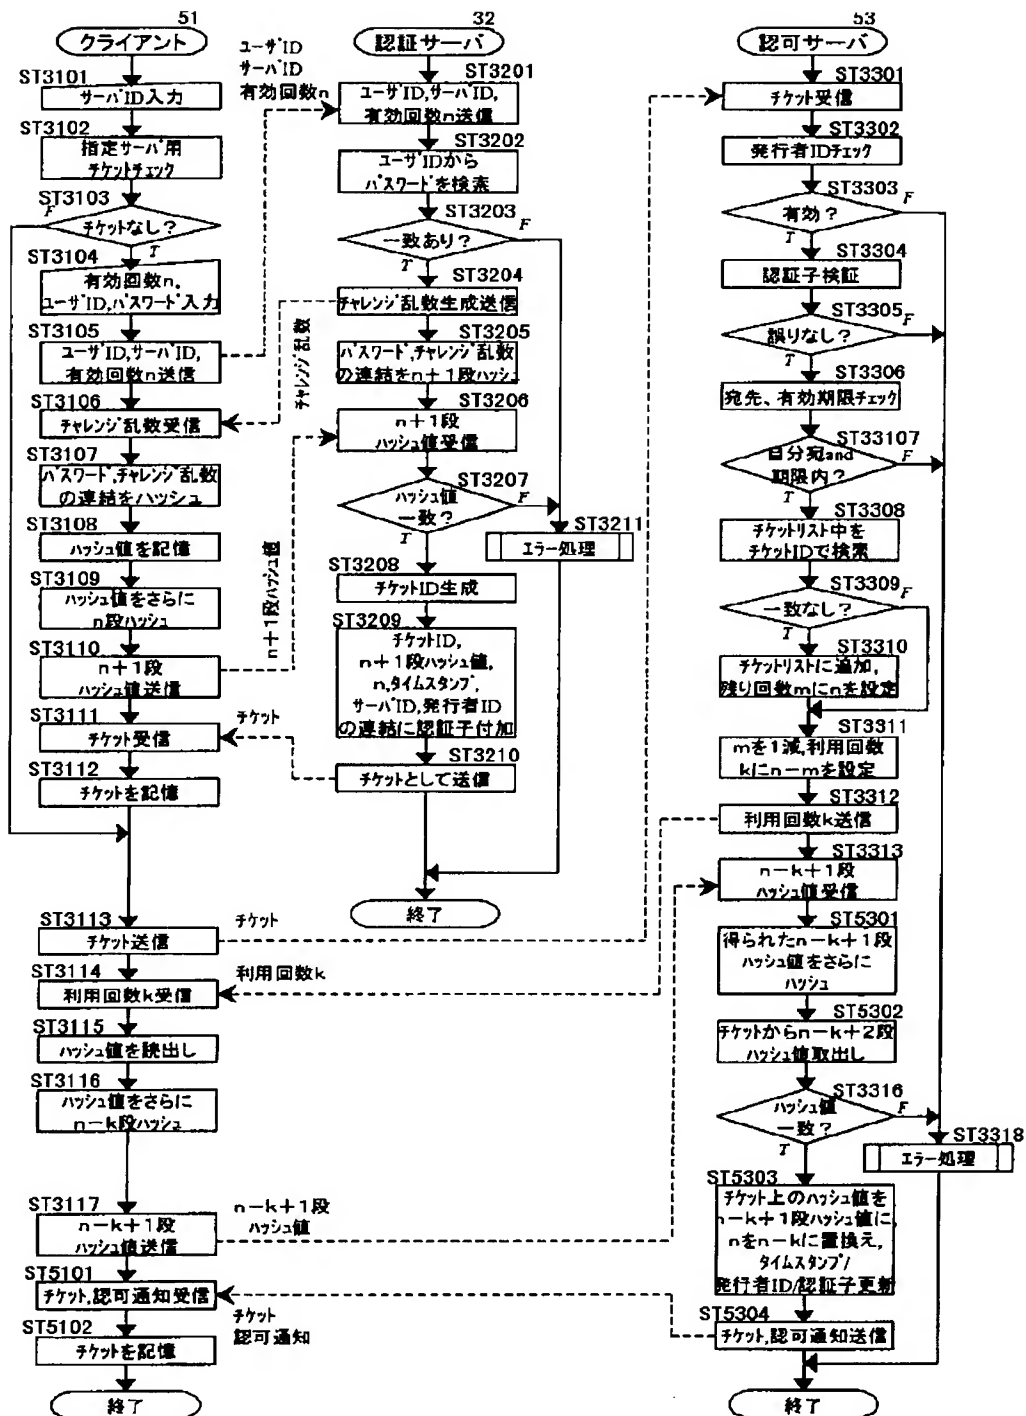 51
クライアント
ST3101
サーバID入力
ST3102
指定サーバ用
チケットチェック
ST3103
チケットなし?
F
T
ST3104
有効回数n,
ユーザID,パスワード入力
ST3105
ユーザID,サーバID,
有効回数n送信
ST3106
チャレンジ乱数受信
ST3107
パスワード,チャレンジ乱数
の連結をハッシュ
ST3108
ハッシュ値を記憶
ST3109
ハッシュ値をさらに
n段ハッシュ
ST3110
n+1段
ハッシュ値送信
ST3111
チケット受信
ST3112
チケットを記憶
ST3113
チケット送信
ST3114
利用回数k受信
ST3115
ハッシュ値を読出し
ST3116
ハッシュ値をさらに
n-k段ハッシュ
ST3117
n-k+1段
ハッシュ値送信
ST5101
チケット,認可通知受信
ST5102
チケットを記憶
終了
ユーザID
サーバID
有効回数n
チャレンジ乱数
n+1段ハッシュ値
チケット
チケット
利用回数k
n-k+1段
ハッシュ値
チケット
認可通知
32
認証サーバ
ST3201
ユーザID,サーバID,
有効回数n送信
ST3202
ユーザIDから
パスワードを検索
ST3203
一致あり?
F
T
ST3204
チャレンジ乱数生成送信
ST3205
パスワード,チャレンジ乱数
の連結をn+1段ハッシュ
ST3206
n+1段
ハッシュ値受信
ST3207
ハッシュ値
一致?
F
T
ST3211
エラー処理
ST3208
チケットID生成
ST3209
チケットID,
n+1段ハッシュ値,
n,タイムスタンプ,
サーバID,発行者ID
の連結に認証子付加
ST3210
チケットとして送信
終了
53
認可サーバ
ST3301
チケット受信
ST3302
発行者IDチェック
ST3303
有効?
F
T
ST3304
認証子検証
ST3305
誤りなし?
F
T
ST3306
宛先、有効期限チェック
ST33107
自分宛and
期限内?
F
T
ST3308
チケットリスト中を
チケットIDで検索
ST3309
一致なし?
F
T
ST3310
チケットリストに追加,
残り回数mにnを設定
ST3311
mを1減,利用回数
kにn-mを設定
ST3312
利用回数k送信
ST3313
n-k+1段
ハッシュ値受信
ST5301
得られたn-k+1段
ハッシュ値をさらに
ハッシュ
ST5302
チケットからn-k+2段
ハッシュ値取出し
ST3316
ハッシュ値
一致?
F
T
ST3318
エラー処理
ST5303
チケット上のハッシュ値を
n-k+1段ハッシュ値に,
nをn-kに置換え,
タイムスタンプ/
発行者ID/認証子更新
ST5304
チケット,認可通知送信
終了